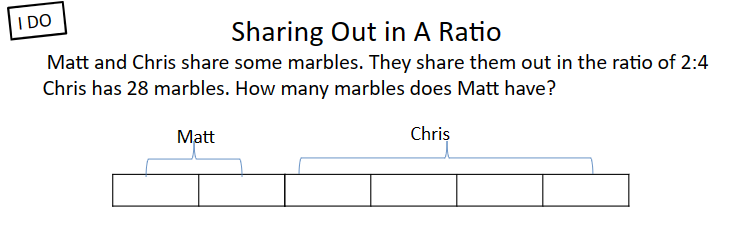 I DO
Sharing Out in A Ratio
Matt and Chris share some marbles. They share them out in the ratio of 2:4
Chris has 28 marbles. How many marbles does Matt have?
Matt
Chris